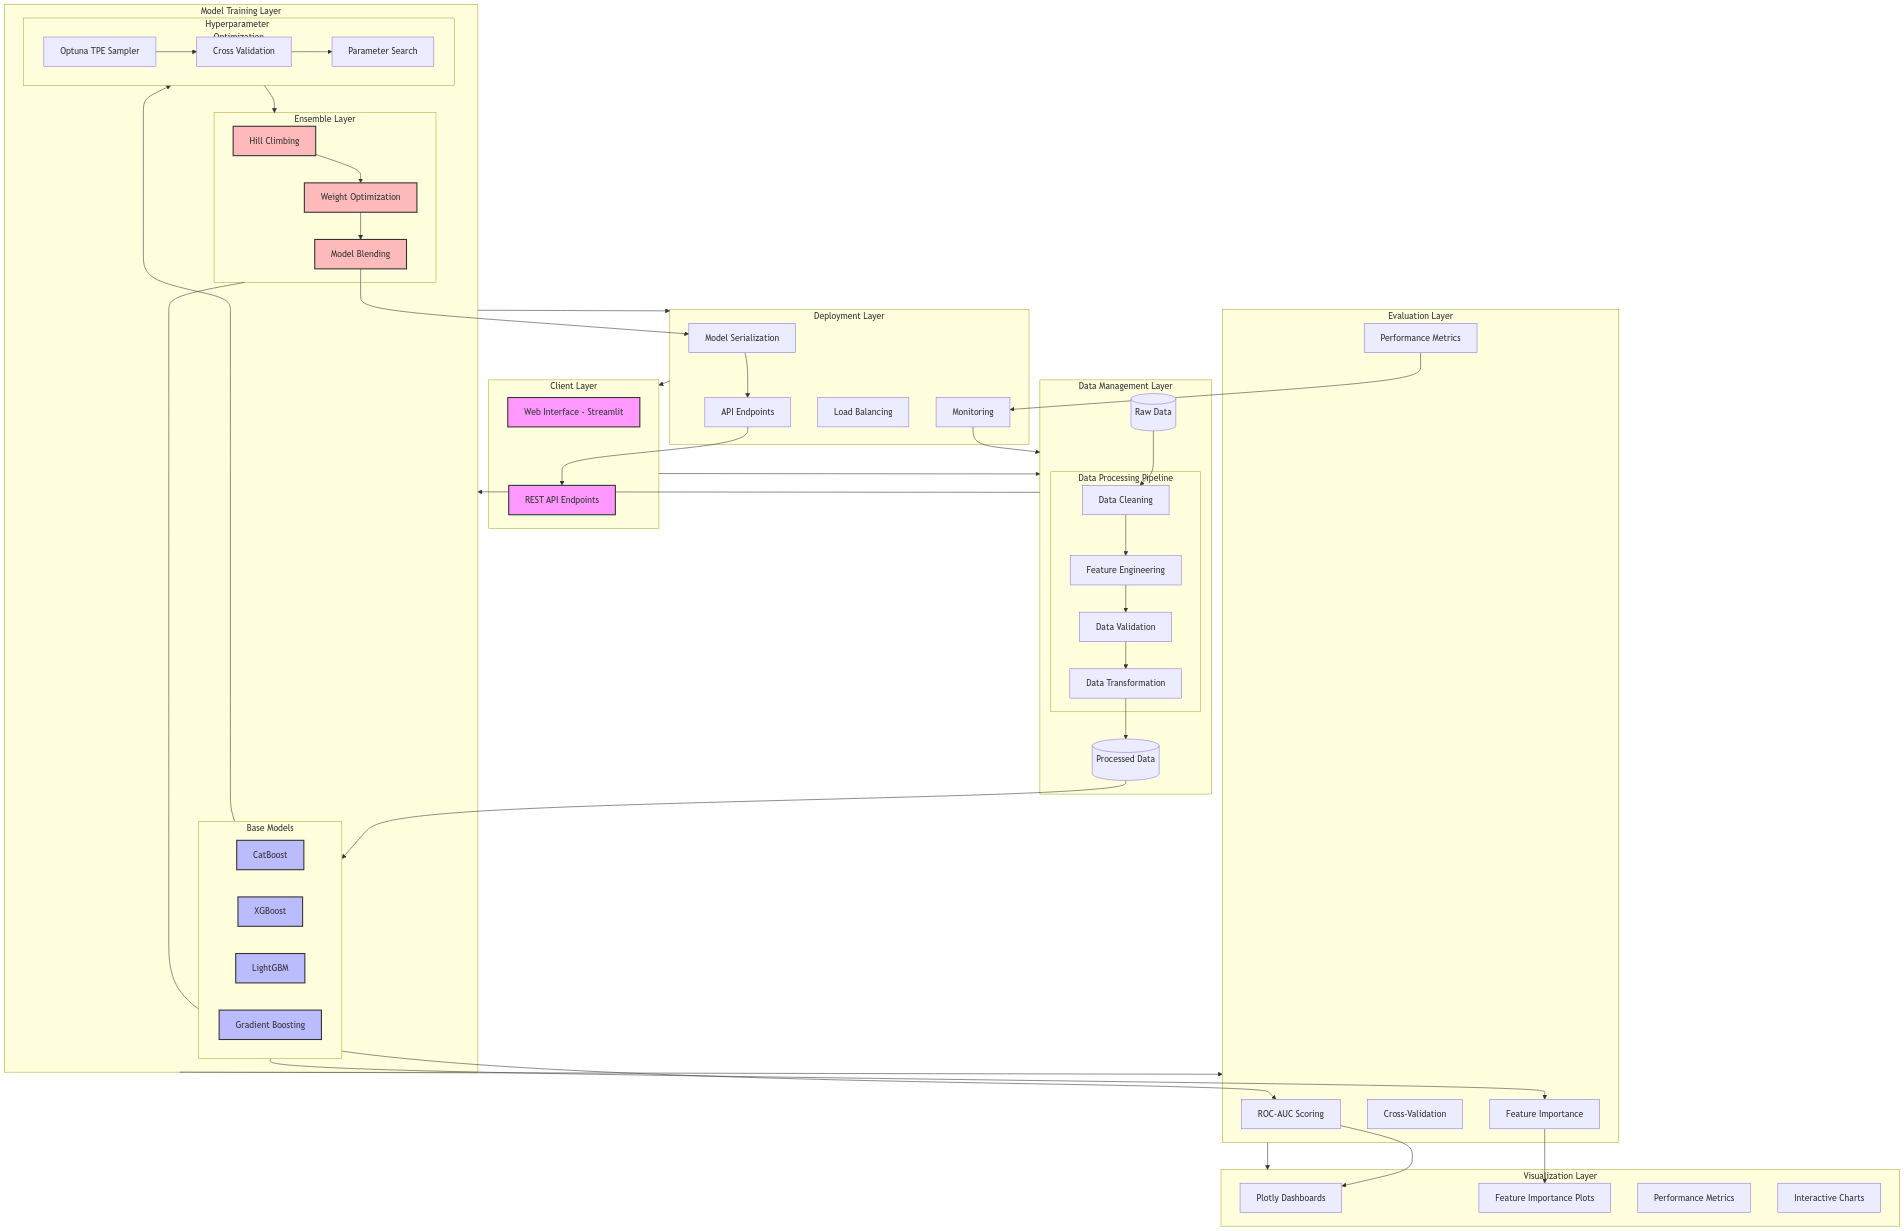 Model Training Layer
Hyperparameter
Optimization
Optuna TPE Sampler
Cross Validation
Parameter Search
Ensemble Layer
Hill Climbing
Weight Optimization
Model Blending
Deployment Layer
Model Serialization
API Endpoints
Load Balancing
Monitoring
Client Layer
Web Interface - Streamlit
REST API Endpoints
Data Management Layer
Raw Data
Data Processing Pipeline
Data Cleaning
Feature Engineering
Data Validation
Data Transformation
Processed Data
Base Models
CatBoost
XGBoost
LightGBM
Gradient Boosting
Evaluation Layer
Performance Metrics
ROC-AUC Scoring
Cross-Validation
Feature Importance
Visualization Layer
Plotly Dashboards
Feature Importance Plots
Performance Metrics
Interactive Charts